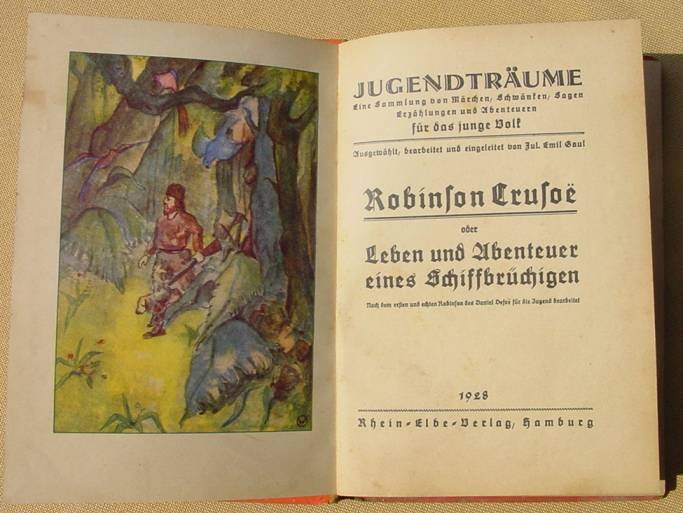 JUGENDTRÄUME
Eine Sammlung von Märchen, Schwänken, Sagen
Erzählungen und Abenteuern
für das junge Volk
Ausgewählt, bearbeitet und eingeleitet von Jul. Emil Gaul
Robinson Crusoë
oder
Leben und Abenteuer
eines Schiffbrüchigen
Nach dem ersten und echten Robinson des Daniel Defoë für die Jugend bearbeitet
1928
Rhein-Elbe-Verlag, Hamburg